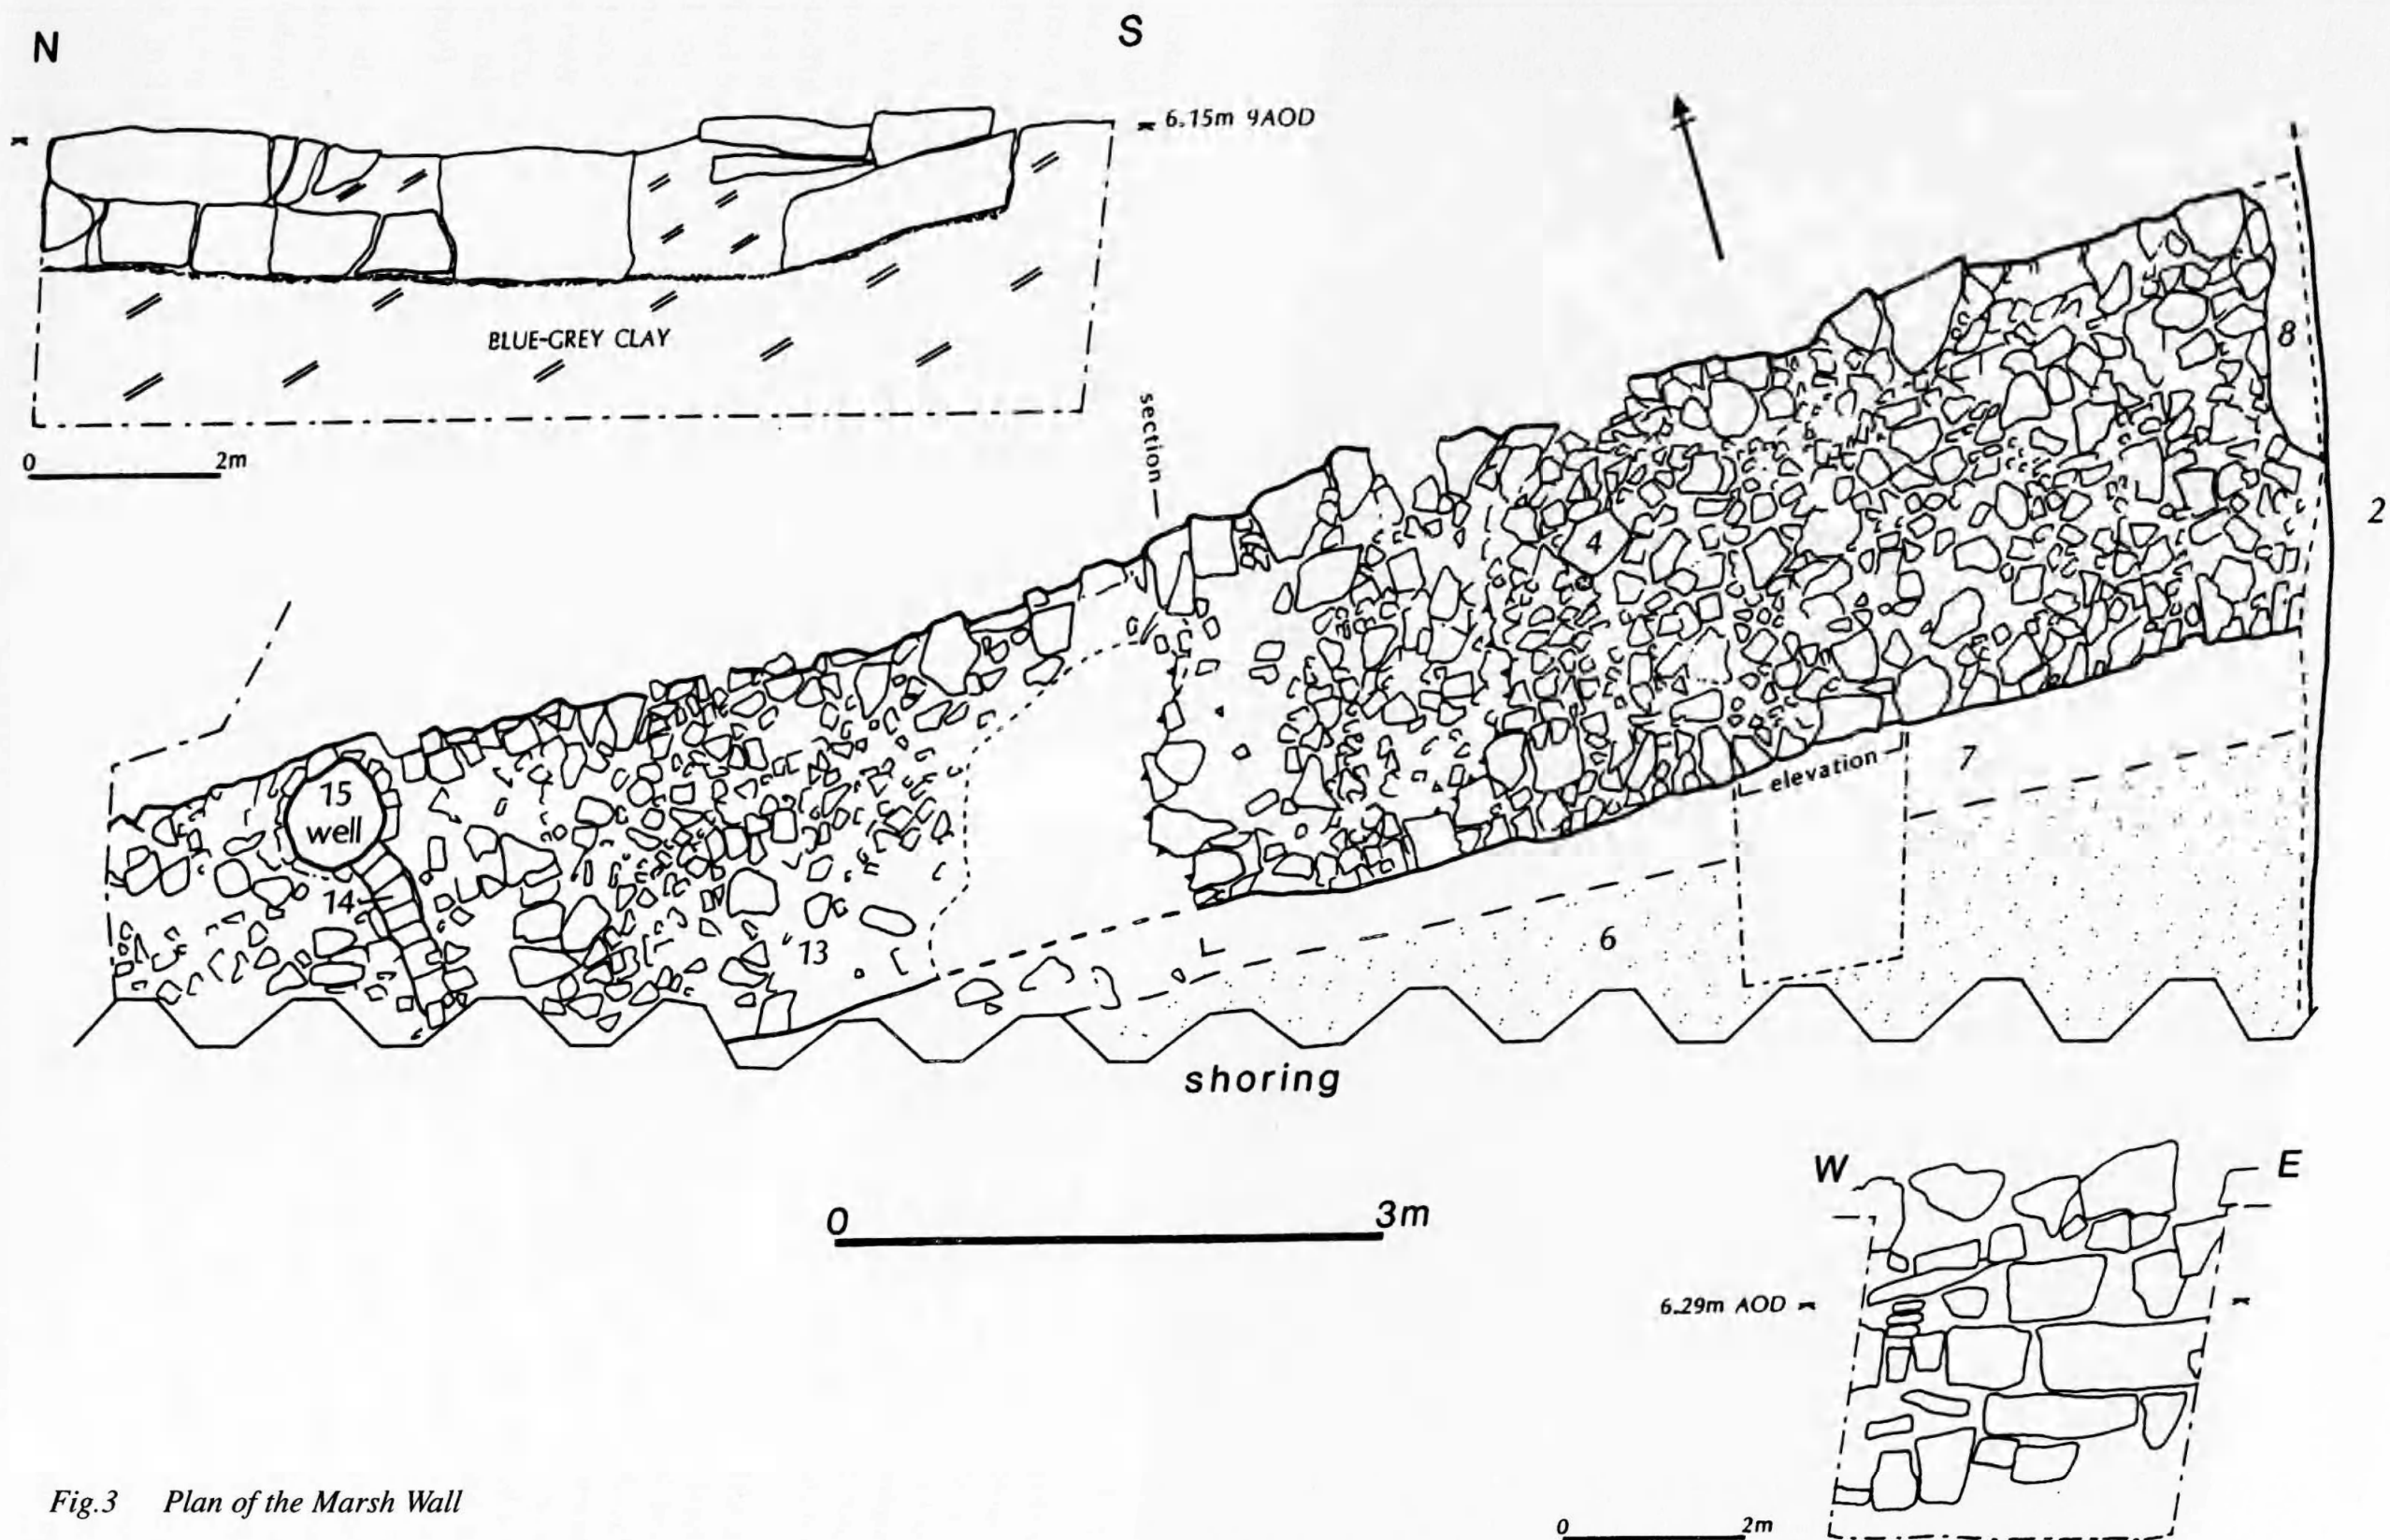 N
S
6.15m 9AOD
BLUE-GREY CLAY
0 2m
section
8
2
4
15
well
elevation
7
14
6
13
shoring
0 3m
W E
6.29m AOD
Fig.3 Plan of the Marsh Wall
0 2m